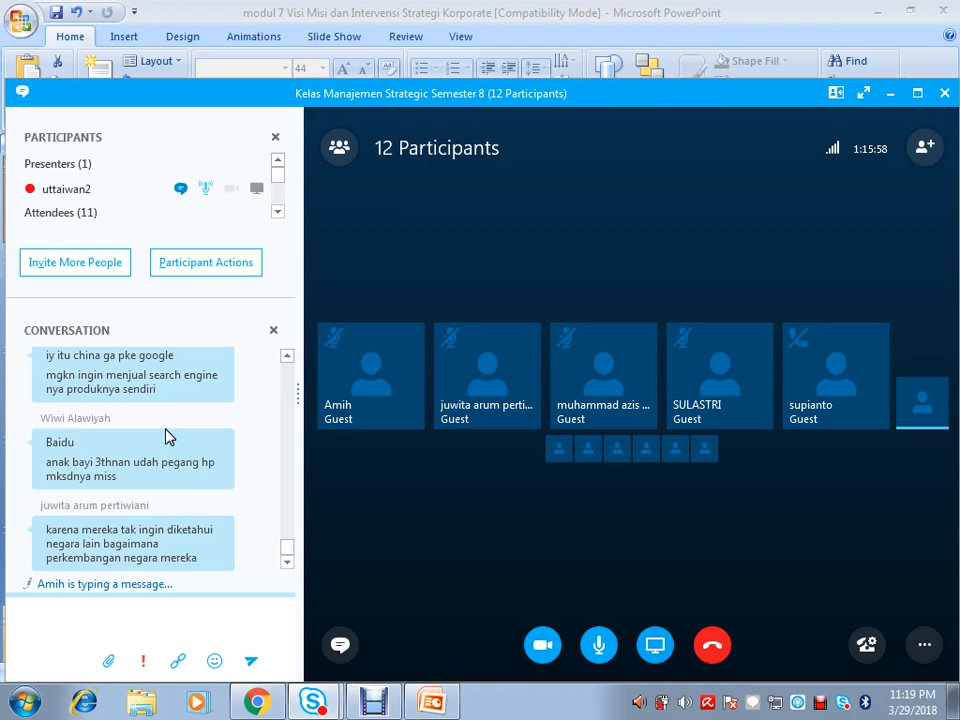 modul 7 Visi Misi dan Intervensi Strategi Korporate [Compatibility Mode] - Microsoft PowerPoint
Home Insert Design Animations Slide Show Review View
Layout 44 Shape Fill Find
Kelas Manajemen Strategic Semester 8 (12 Participants)
PARTICIPANTS
Presenters (1)
uttaiwan2
Attendees (11)
Invite More People Participant Actions
12 Participants
1:15:58
CONVERSATION
iy itu china ga pke google
mgkn ingin menjual search engine
nya produknya sendiri
Wiwi Alawiyah
Baidu
anak bayi 3thnan udah pegang hp
mksdnya miss
juwita arum pertiwiani
karena mereka tak ingin diketahui
negara lain bagaimana
perkembangan negara mereka
Amih is typing a message...
Amih
Guest
juwita arum perti...
Guest
muhammad azis ...
Guest
SULASTRI
Guest
supianto
Guest
11:19 PM
3/29/2018